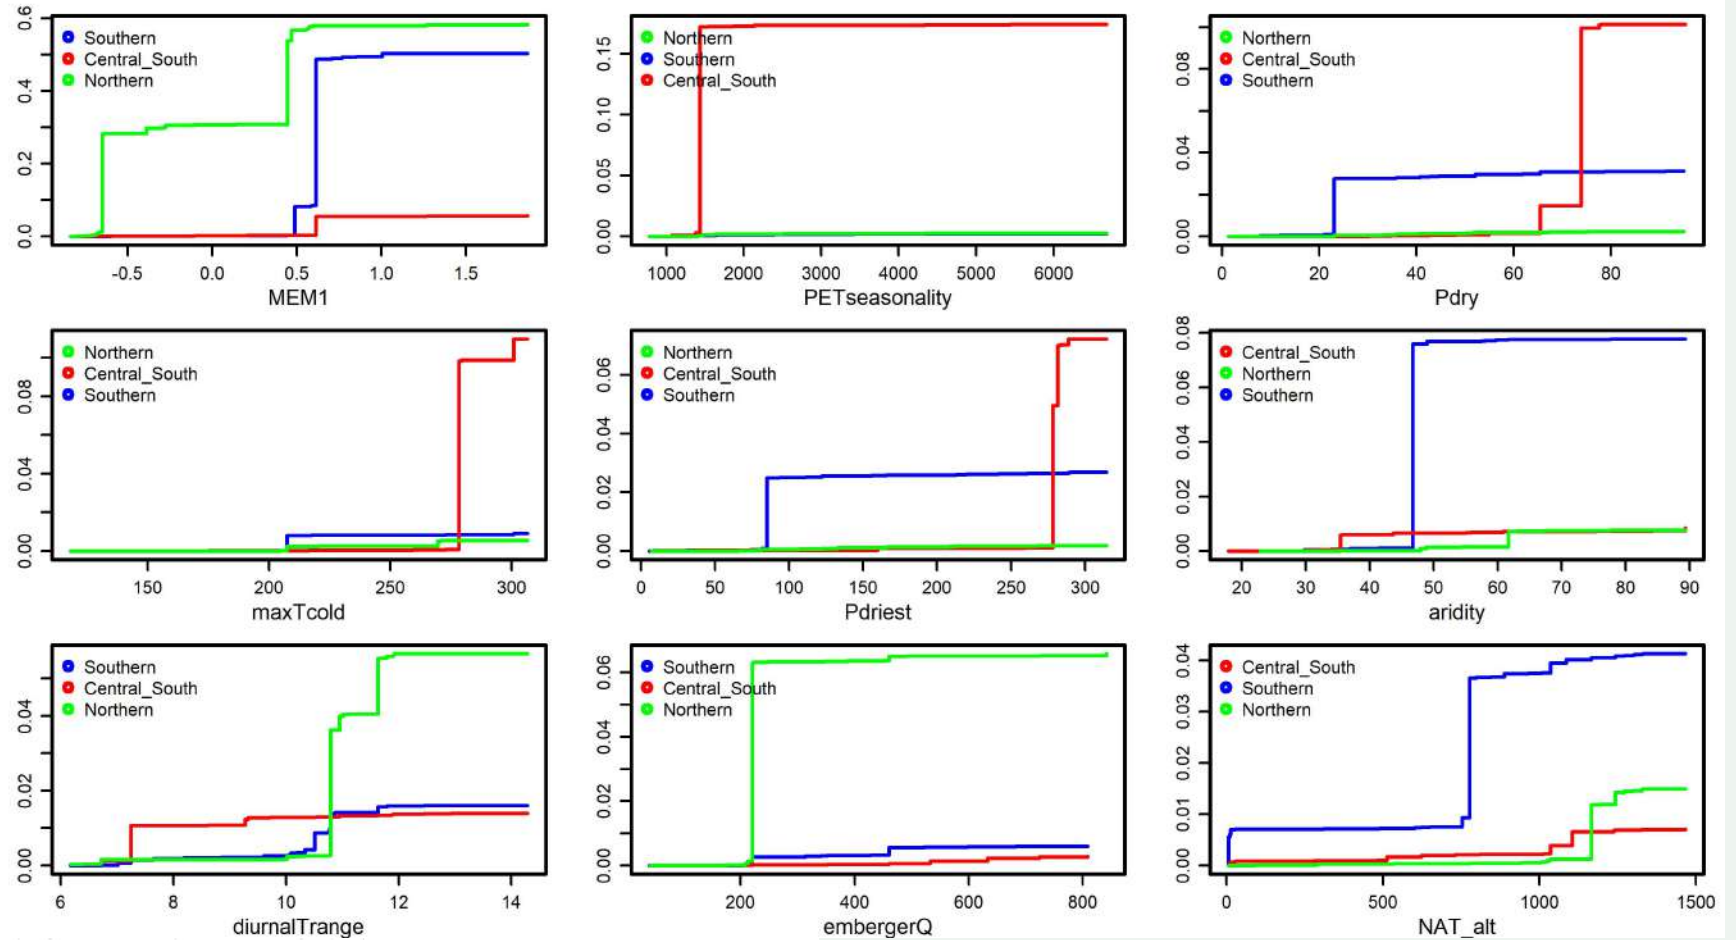 0.0 0.2 0.4 0.6
Southern
Central_South
Northern
-0.5 0.0 0.5 1.0 1.5
MEM1
0.00 0.05 0.10 0.15
Northern
Southern
Central_South
1000 2000 3000 4000 5000 6000
PETseasonality
0.00 0.04 0.08
Northern
Central_South
Southern
0 20 40 60 80
Pdry
0.00 0.04 0.08
Northern
Central_South
Southern
150 200 250 300
maxTcold
0.00 0.02 0.04 0.06
Northern
Central_South
Southern
0 50 100 150 200 250 300
Pdriest
0.00 0.02 0.04 0.06 0.08
Central_South
Northern
Southern
20 30 40 50 60 70 80 90
aridity
0.00 0.02 0.04
Southern
Central_South
Northern
6 8 10 12 14
diurnalTrange
0.00 0.02 0.04 0.06
Southern
Central_South
Northern
200 400 600 800
embergerQ
0.00 0.01 0.02 0.03 0.04
Central_South
Southern
Northern
0 500 1000 1500
NAT_alt